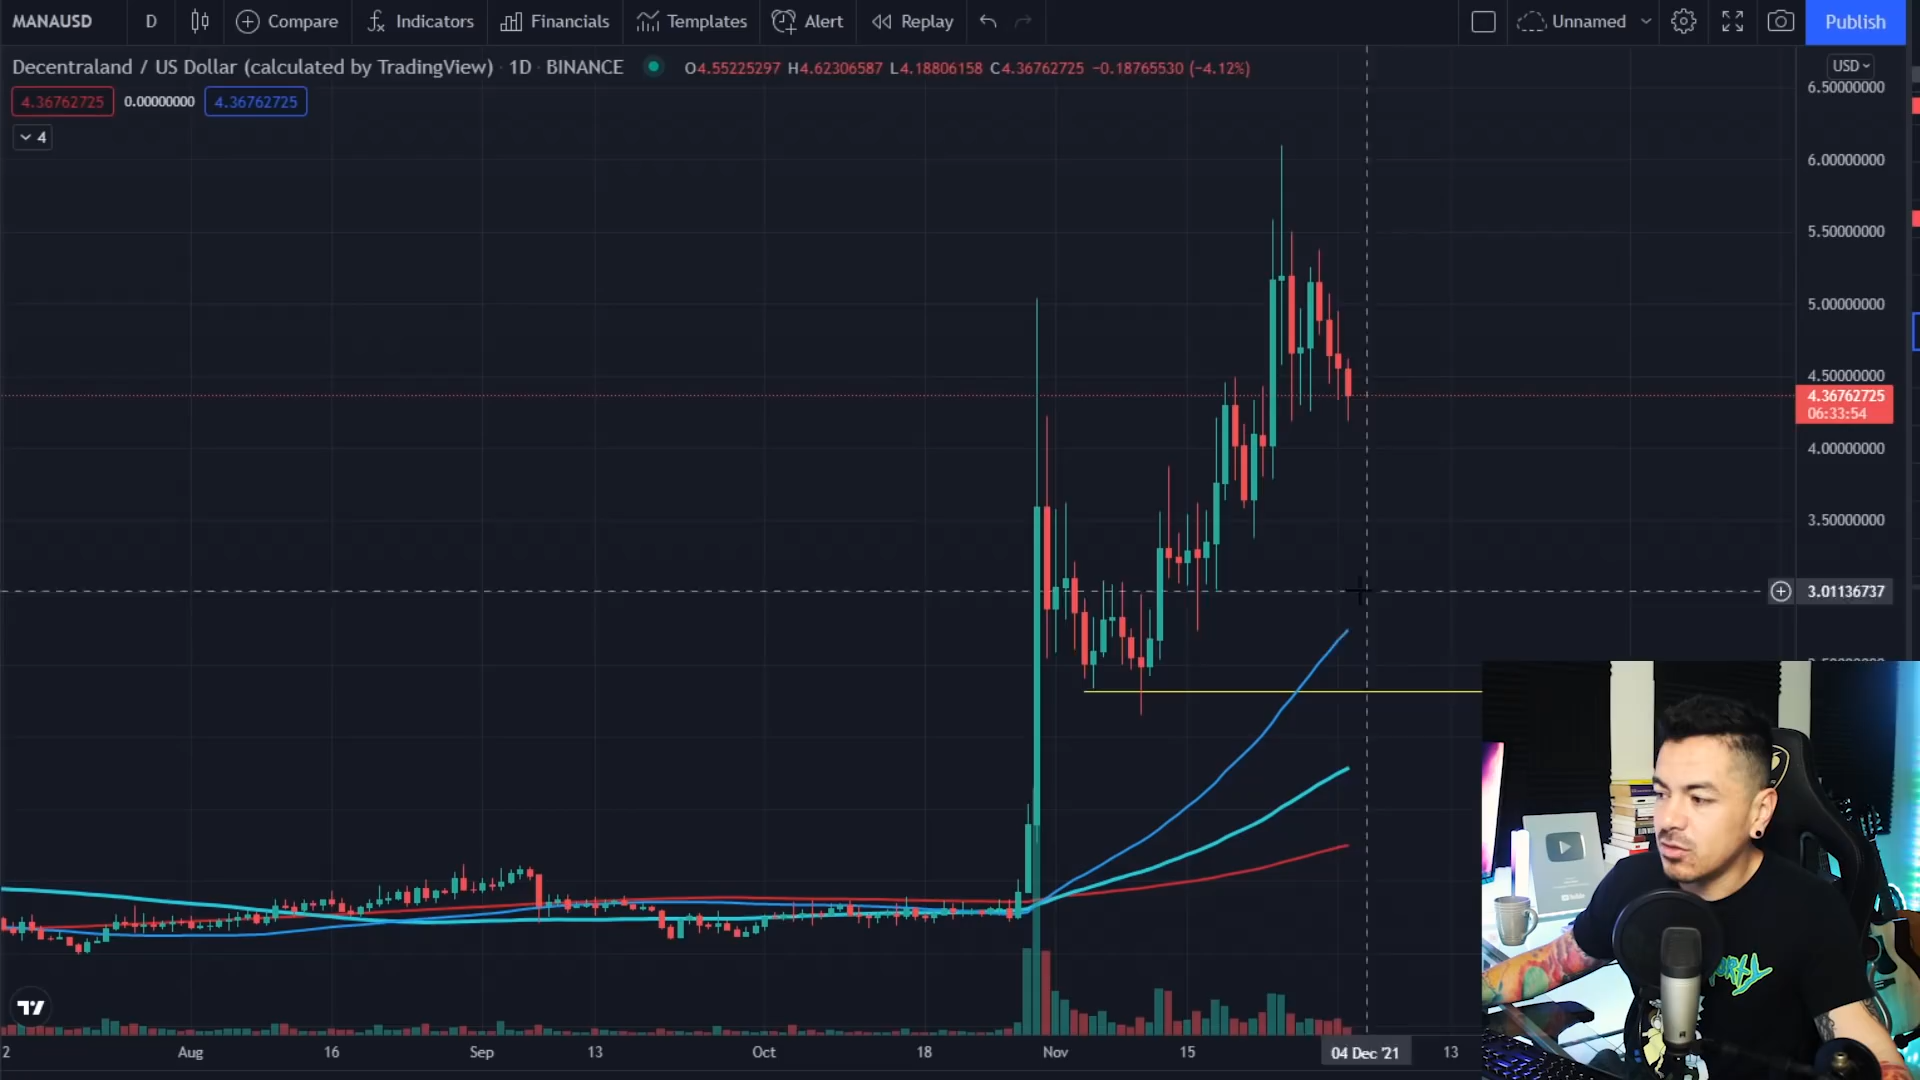 MANAUSD D Compare Indicators Financials Templates Alert Replay Unnamed Publish
Decentraland / US Dollar (calculated by TradingView) · 1D · BINANCE O4.55225297 H4.62306587 L4.18806158 C4.36762725 −0.18765530 (−4.12%)
USD
4.36762725 0.00000000 4.36762725
4
6.50000000
6.00000000
5.50000000
5.00000000
4.50000000
4.36762725
06:33:54
4.00000000
3.50000000
3.01136737
2 Aug 16 Sep 13 Oct 18 Nov 15 04 Dec '21 13